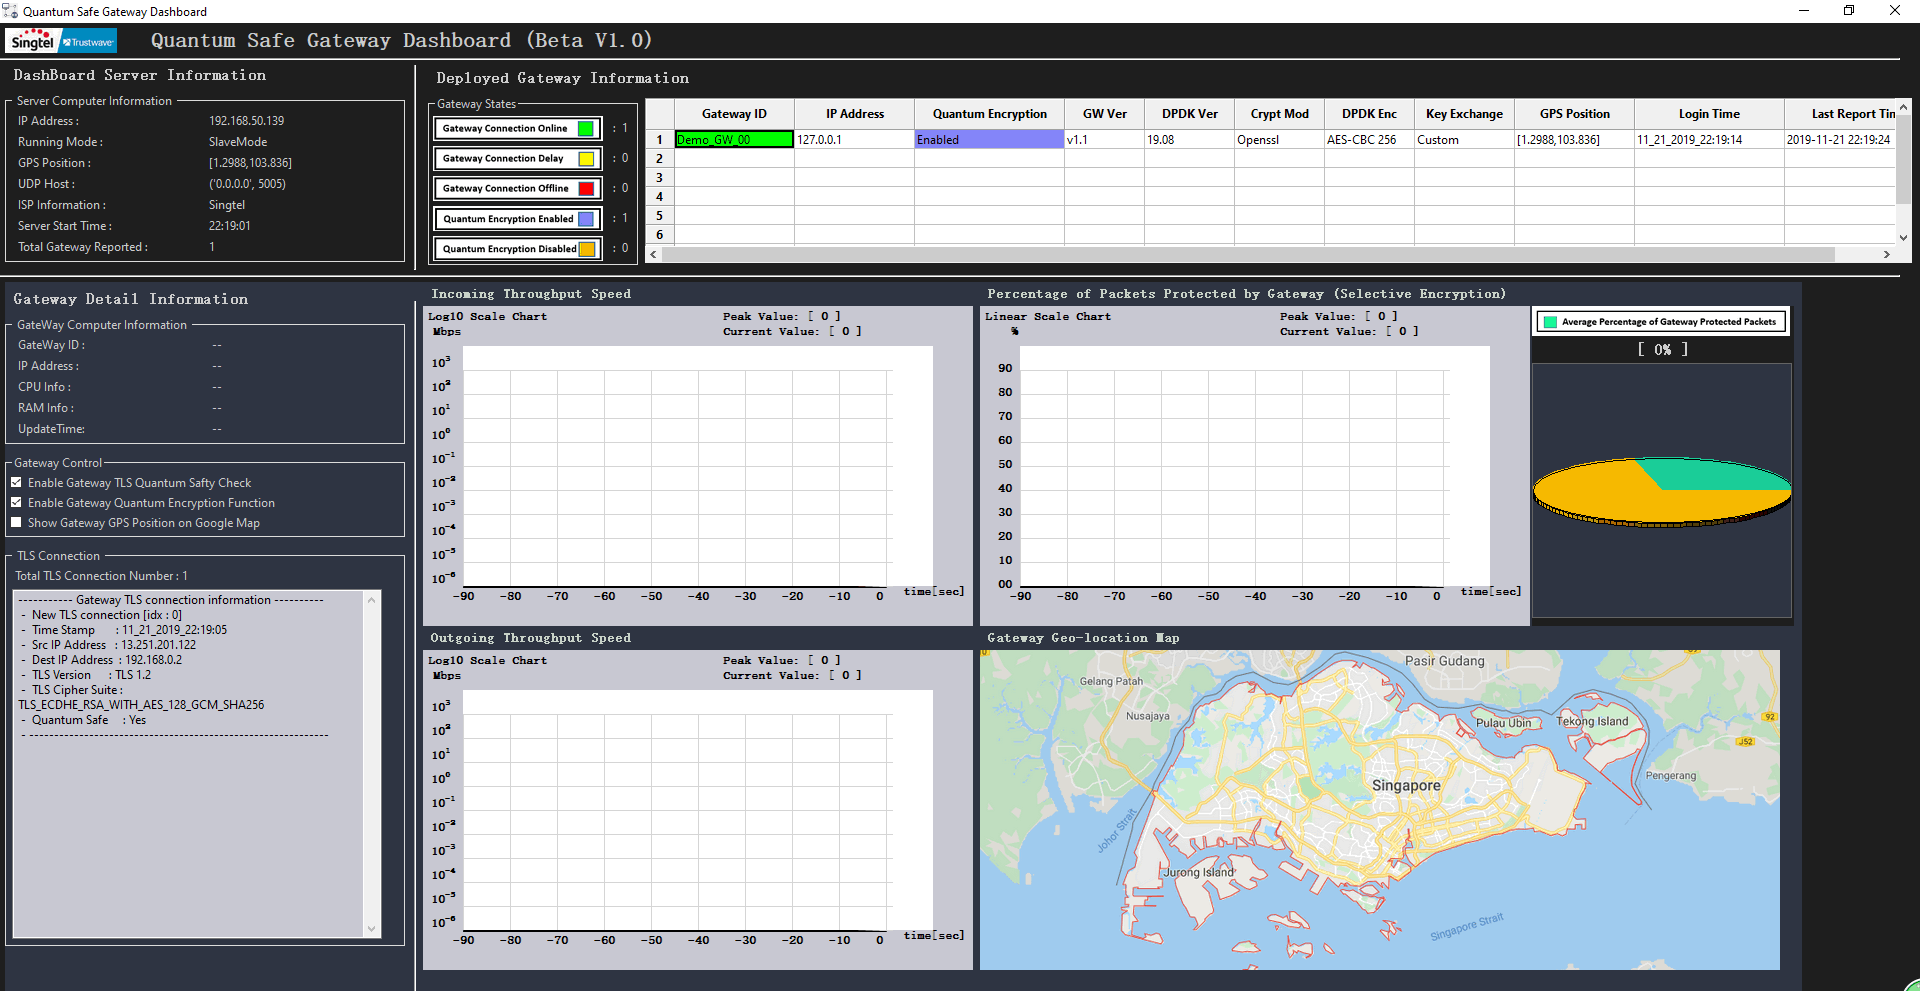 Quantum Safe Gateway Dashboard
Singtel Trustwave
Quantum Safe Gateway Dashboard (Beta V1.0)
DashBoard Server Information
Server Computer Information
IP Address : 192.168.50.139
Running Mode : SlaveMode
GPS Position : [1.2988,103.836]
UDP Host : ('0.0.0.0', 5005)
ISP Information : Singtel
Server Start Time : 22:19:01
Total Gateway Reported : 1
Deployed Gateway Information
Gateway States
Gateway Connection Online : 1
Gateway Connection Delay : 0
Gateway Connection Offline : 0
Quantum Encryption Enabled : 1
Quantum Encryption Disabled : 0
Gateway ID IP Address Quantum Encryption GW Ver DPDK Ver Crypt Mod DPDK Enc Key Exchange GPS Position Login Time Last Report Tin
1 Demo_GW_00 127.0.0.1 Enabled v1.1 19.08 Openssl AES-CBC 256 Custom [1.2988,103.836] 11_21_2019_22:19:14 2019-11-21 22:19:24
2
3
4
5
6
Gateway Detail Information
GateWay Computer Information
GateWay ID : --
IP Address : --
CPU Info : --
RAM Info : --
UpdateTime: --
Gateway Control
Enable Gateway TLS Quantum Safty Check
Enable Gateway Quantum Encryption Function
Show Gateway GPS Position on Google Map
TLS Connection
Total TLS Connection Number : 1
----------- Gateway TLS connection information ----------
- New TLS connection [idx : 0]
- Time Stamp : 11_21_2019_22:19:05
- Src IP Address : 13.251.201.122
- Dest IP Address : 192.168.0.2
- TLS Version : TLS 1.2
- TLS Cipher Suite :
TLS_ECDHE_RSA_WITH_AES_128_GCM_SHA256
- Quantum Safe : Yes
- ------------------------------------------------------------
Incoming Throughput Speed
Log10 Scale Chart Peak Value: [ 0 ]
Mbps Current Value: [ 0 ]
10³
10²
10¹
10⁰
10⁻¹
10⁻²
10⁻³
10⁻⁴
10⁻⁵
10⁻⁶
-90 -80 -70 -60 -50 -40 -30 -20 -10 0 time[sec]
Percentage of Packets Protected by Gateway (Selective Encryption)
Linear Scale Chart Peak Value: [ 0 ]
% Current Value: [ 0 ]
90
80
70
60
50
40
30
20
10
00
-90 -80 -70 -60 -50 -40 -30 -20 -10 0 time[sec]
Average Percentage of Gateway Protected Packets
[ 0% ]
Outgoing Throughput Speed
Log10 Scale Chart Peak Value: [ 0 ]
Mbps Current Value: [ 0 ]
10³
10²
10¹
10⁰
10⁻¹
10⁻²
10⁻³
10⁻⁴
10⁻⁵
10⁻⁶
-90 -80 -70 -60 -50 -40 -30 -20 -10 0 time[sec]
Gateway Geo-location Map
Pasir Gudang
Gelang Patah
Nusajaya
Pulau Ubin
Tekong Island
92
J52
Pengerang
Singapore
Johor Strait
Jurong Island
Singapore Strait